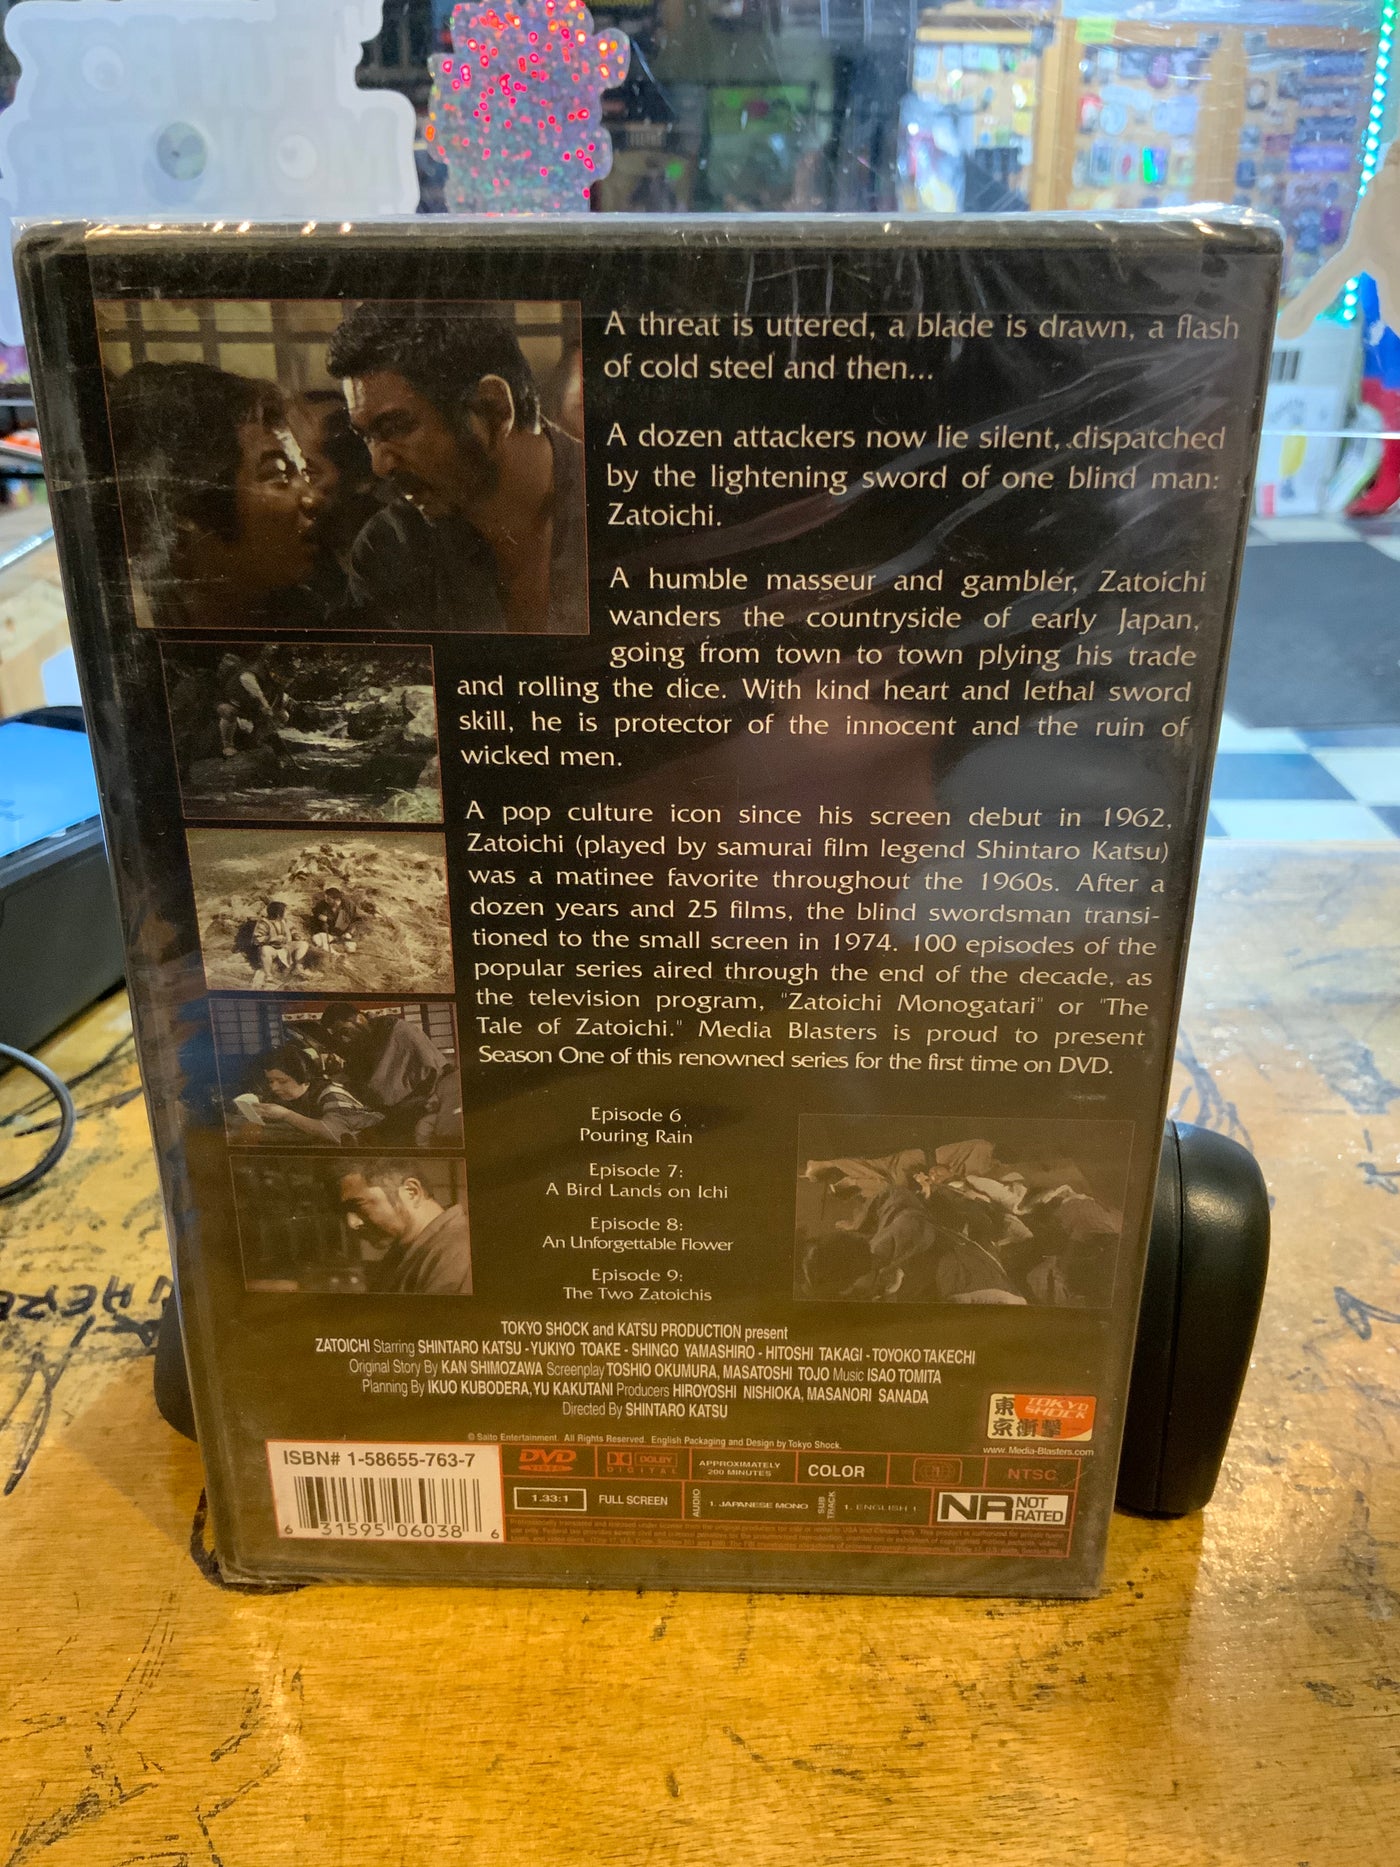 A threat is uttered, a blade is drawn, a flash
of cold steel and then...
A dozen attackers now lie silent, dispatched
by the lightening sword of one blind man:
Zatoichi.
A humble masseur and gambler, Zatoichi
wanders the countryside of early Japan,
going from town to town plying his trade
and rolling the dice. With kind heart and lethal sword
skill, he is protector of the innocent and the ruin of
wicked men.
A pop culture icon since his screen debut in 1962,
Zatoichi (played by samurai film legend Shintaro Katsu)
was a matinee favorite throughout the 1960s. After a
dozen years and 25 films, the blind swordsman transi-
tioned to the small screen in 1974. 100 episodes of the
popular series aired through the end of the decade, as
the television program, "Zatoichi Monogatari" or "The
Tale of Zatoichi." Media Blasters is proud to present
Season One of this renowned series for the first time on DVD.
Episode 6
Pouring Rain
Episode 7:
A Bird Lands on Ichi
Episode 8:
An Unforgettable Flower
Episode 9:
The Two Zatoichis
TOKYO SHOCK and KATSU PRODUCTION present
ZATOICHI Starring SHINTARO KATSU - YUKIYO TOAKE - SHINGO YAMASHIRO - HITOSHI TAKAGI - TOYOKO TAKECHI
Original Story By KAN SHIMOZAWA Screenplay TOSHIO OKUMURA, MASATOSHI TOJO Music ISAO TOMITA
Planning By IKUO KUBODERA, YU KAKUTANI Producers HIROYOSHI NISHIOKA, MASANORI SANADA
Directed By SHINTARO KATSU
TOKYO SHOCK
東京衝撃
© Saito Entertainment. All Rights Reserved. English Packaging and Design by Tokyo Shock.
www.Media-Blasters.com
ISBN# 1-58655-763-7
6 31595 06038 6
DVD VIDEO
DOLBY DIGITAL
APPROXIMATELY
200 MINUTES
COLOR
NTSC
1.33:1
FULL SCREEN
AUDIO
1. JAPANESE MONO
SUB TRACK
1. ENGLISH
NR NOT RATED